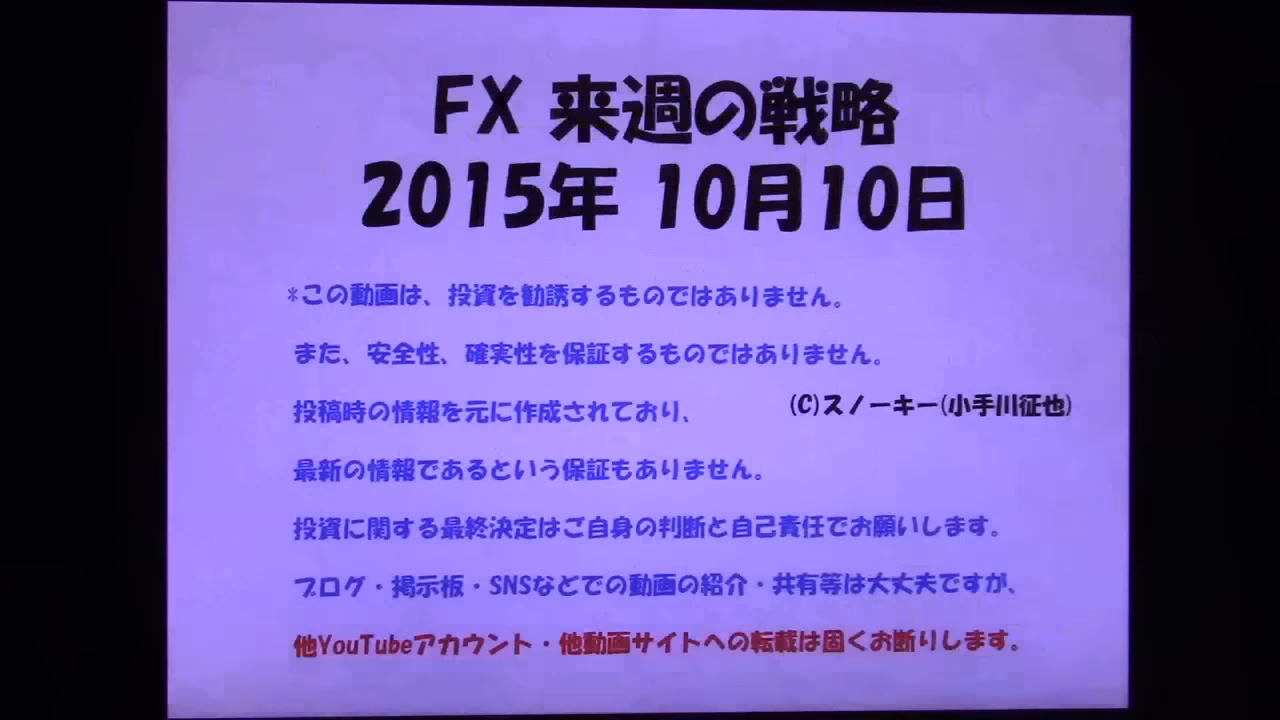 FX 来週の戦略
2015年 10月10日
*この動画は、投資を勧誘するものではありません。
また、安全性、確実性を保証するものではありません。
投稿時の情報を元に作成されており、
(C)スノーキー(小手川征也)
最新の情報であるという保証もありません。
投資に関する最終決定はご自身の判断と自己責任でお願いします。
ブログ・掲示板・SNSなどでの動画の紹介・共有等は大丈夫ですが、
他YouTubeアカウント・他動画サイトへの転載は固くお断りします。